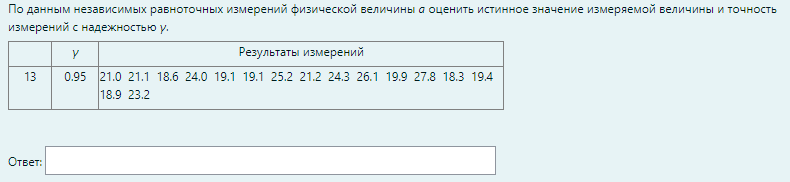 По данным независимых равноточных измерений физической величины a оценить истинное значение измеряемой величины и точность
измерений с надежностью γ.
γ Результаты измерений
13 0.95 21.0 21.1 18.6 24.0 19.1 19.1 25.2 21.2 24.3 26.1 19.9 27.8 18.3 19.4
18.9 23.2
Ответ: